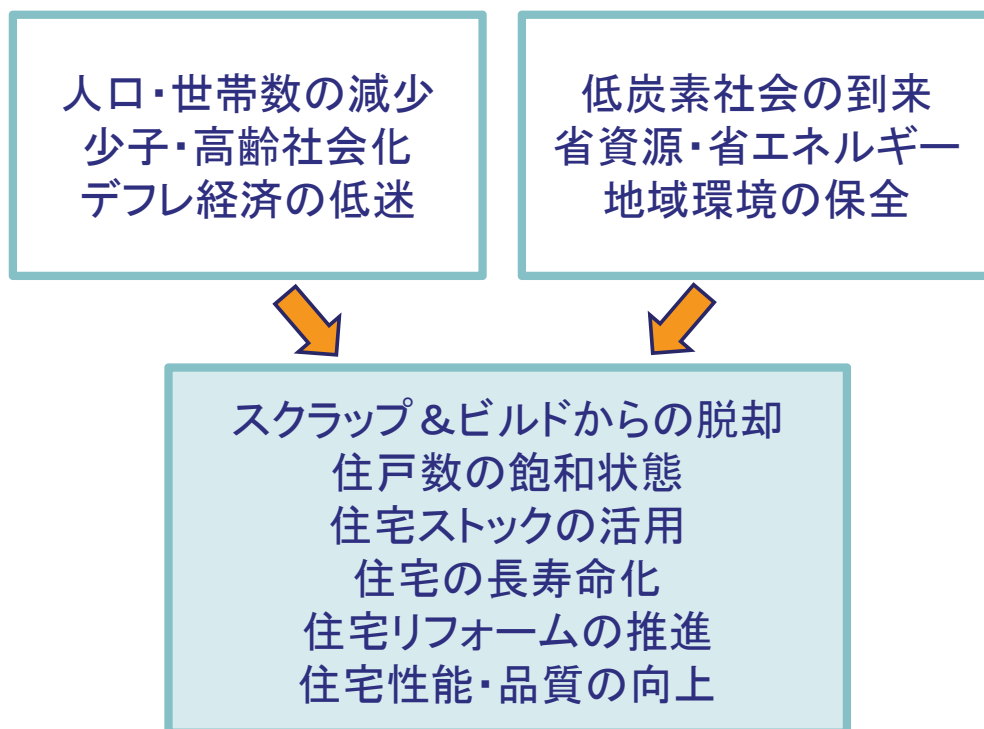 人口・世帯数の減少
少子・高齢社会化
デフレ経済の低迷
低炭素社会の到来
省資源・省エネルギー
地域環境の保全
スクラップ&ビルドからの脱却
住戸数の飽和状態
住宅ストックの活用
住宅の長寿命化
住宅リフォームの推進
住宅性能・品質の向上